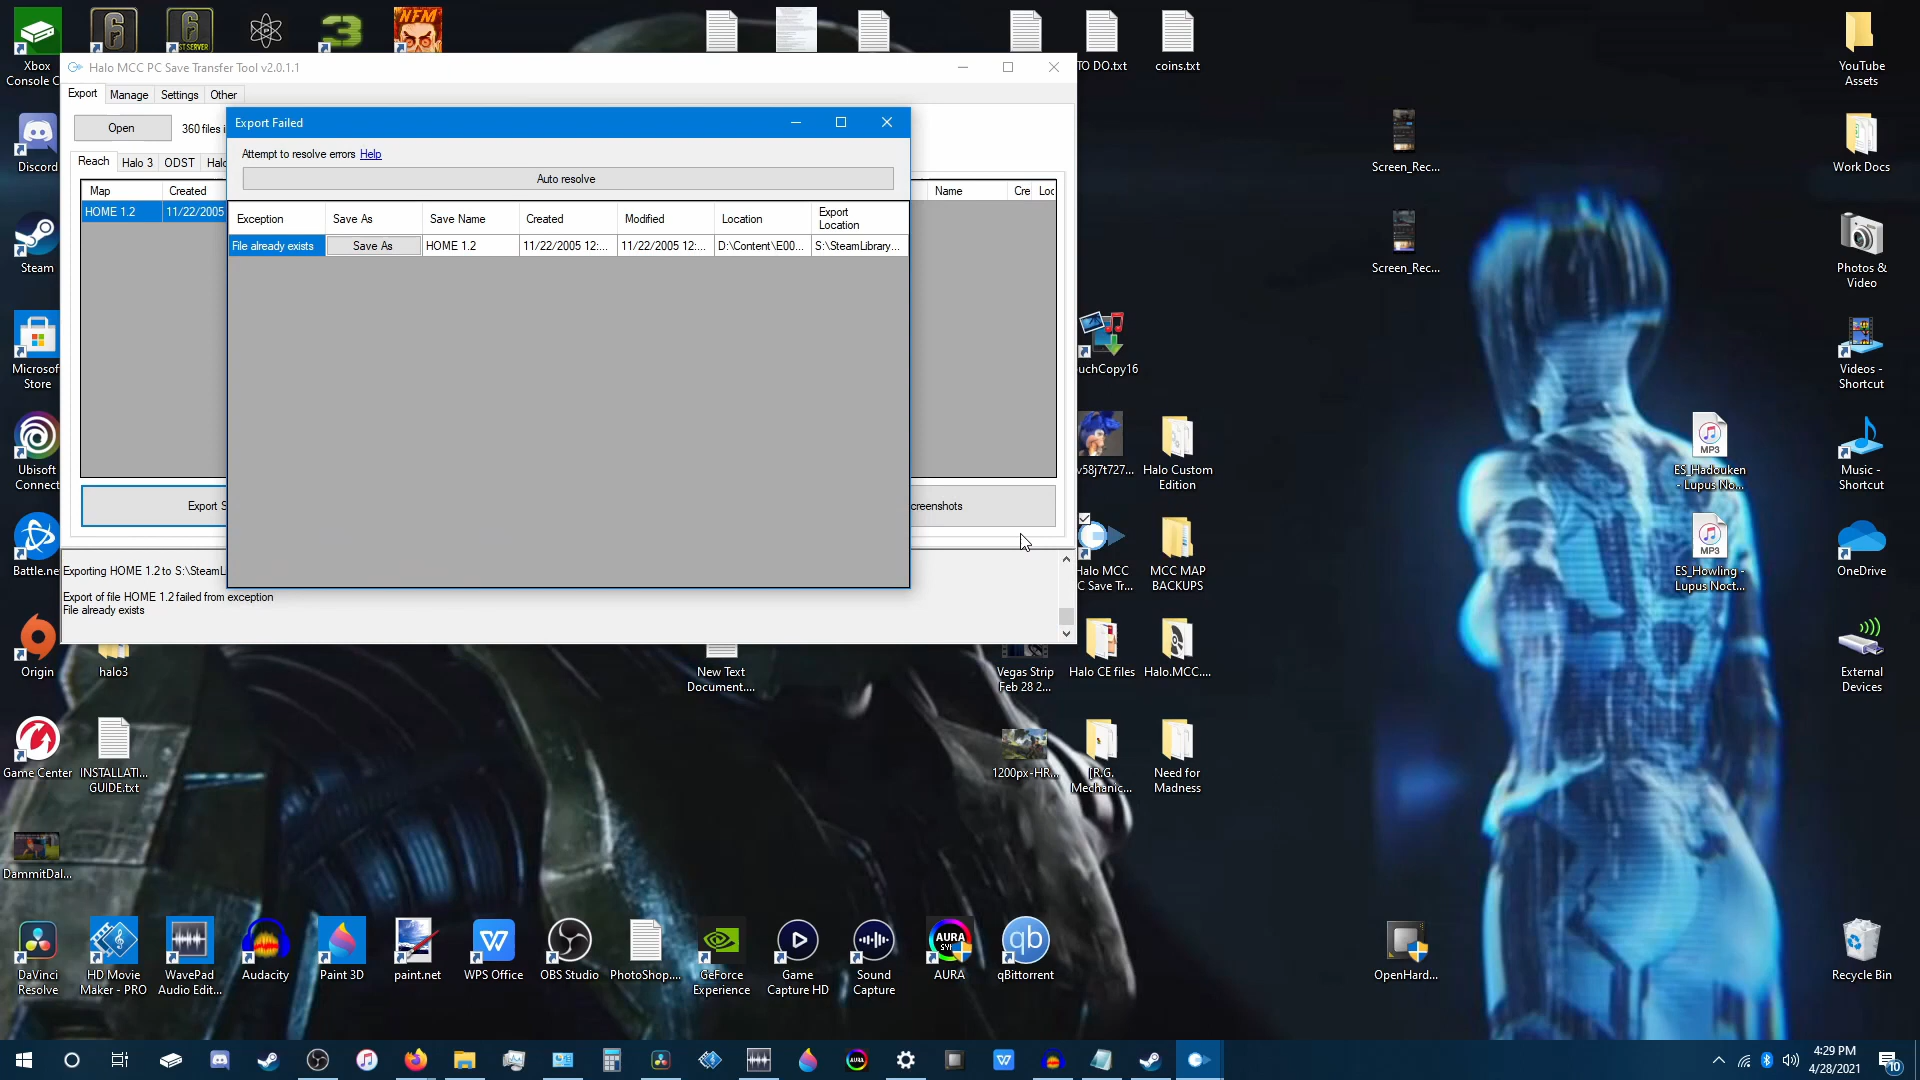 Xbox
Console C
TO DO.txt
coins.txt
YouTube
Assets
Halo MCC PC Save Transfer Tool v2.0.1.1
Export
Manage
Settings
Other
Open
360 files i
Reach
Halo 3
ODST
Halo
Map
Created
HOME 1.2
11/22/2005
Name
Cre
Loc
Export S
creenshots
Exporting HOME 1.2 to S:\SteamL
Export of file HOME 1.2 failed from exception
File already exists
Export Failed
Attempt to resolve errors Help
Auto resolve
Exception
Save As
Save Name
Created
Modified
Location
Export
Location
File already exists
Save As
HOME 1.2
11/22/2005 12:...
11/22/2005 12:...
D:\Content\E00...
S:\SteamLibrary...
Discord
Steam
Microsof
Store
Ubisoft
Connect
Battle.ne
Origin
halo3
Game Center
INSTALLATI...
GUIDE.txt
DammitDal...
New Text
Document....
Vegas Strip
Feb 28 2...
Halo CE files
Halo.MCC....
1200px-HR...
[R.G.
Mechanic...
Need for
Madness
uchCopy16
v58j7t727...
Halo Custom
Edition
Halo MCC
C Save Tr...
MCC MAP
BACKUPS
Screen_Rec...
Screen_Rec...
MP3
ES_Hadouken
- Lupus No...
MP3
ES_Howling -
Lupus Noct...
Work Docs
Photos &
Video
Videos -
Shortcut
Music -
Shortcut
OneDrive
External
Devices
DaVinci
Resolve
HD Movie
Maker - PRO
WavePad
Audio Edit...
Audacity
Paint 3D
paint.net
WPS Office
OBS Studio
PhotoShop....
GeForce
Experience
Game
Capture HD
Sound
Capture
AURA
AURA
qb
qBittorrent
OpenHard...
Recycle Bin
NFM
4:29 PM
4/28/2021
10